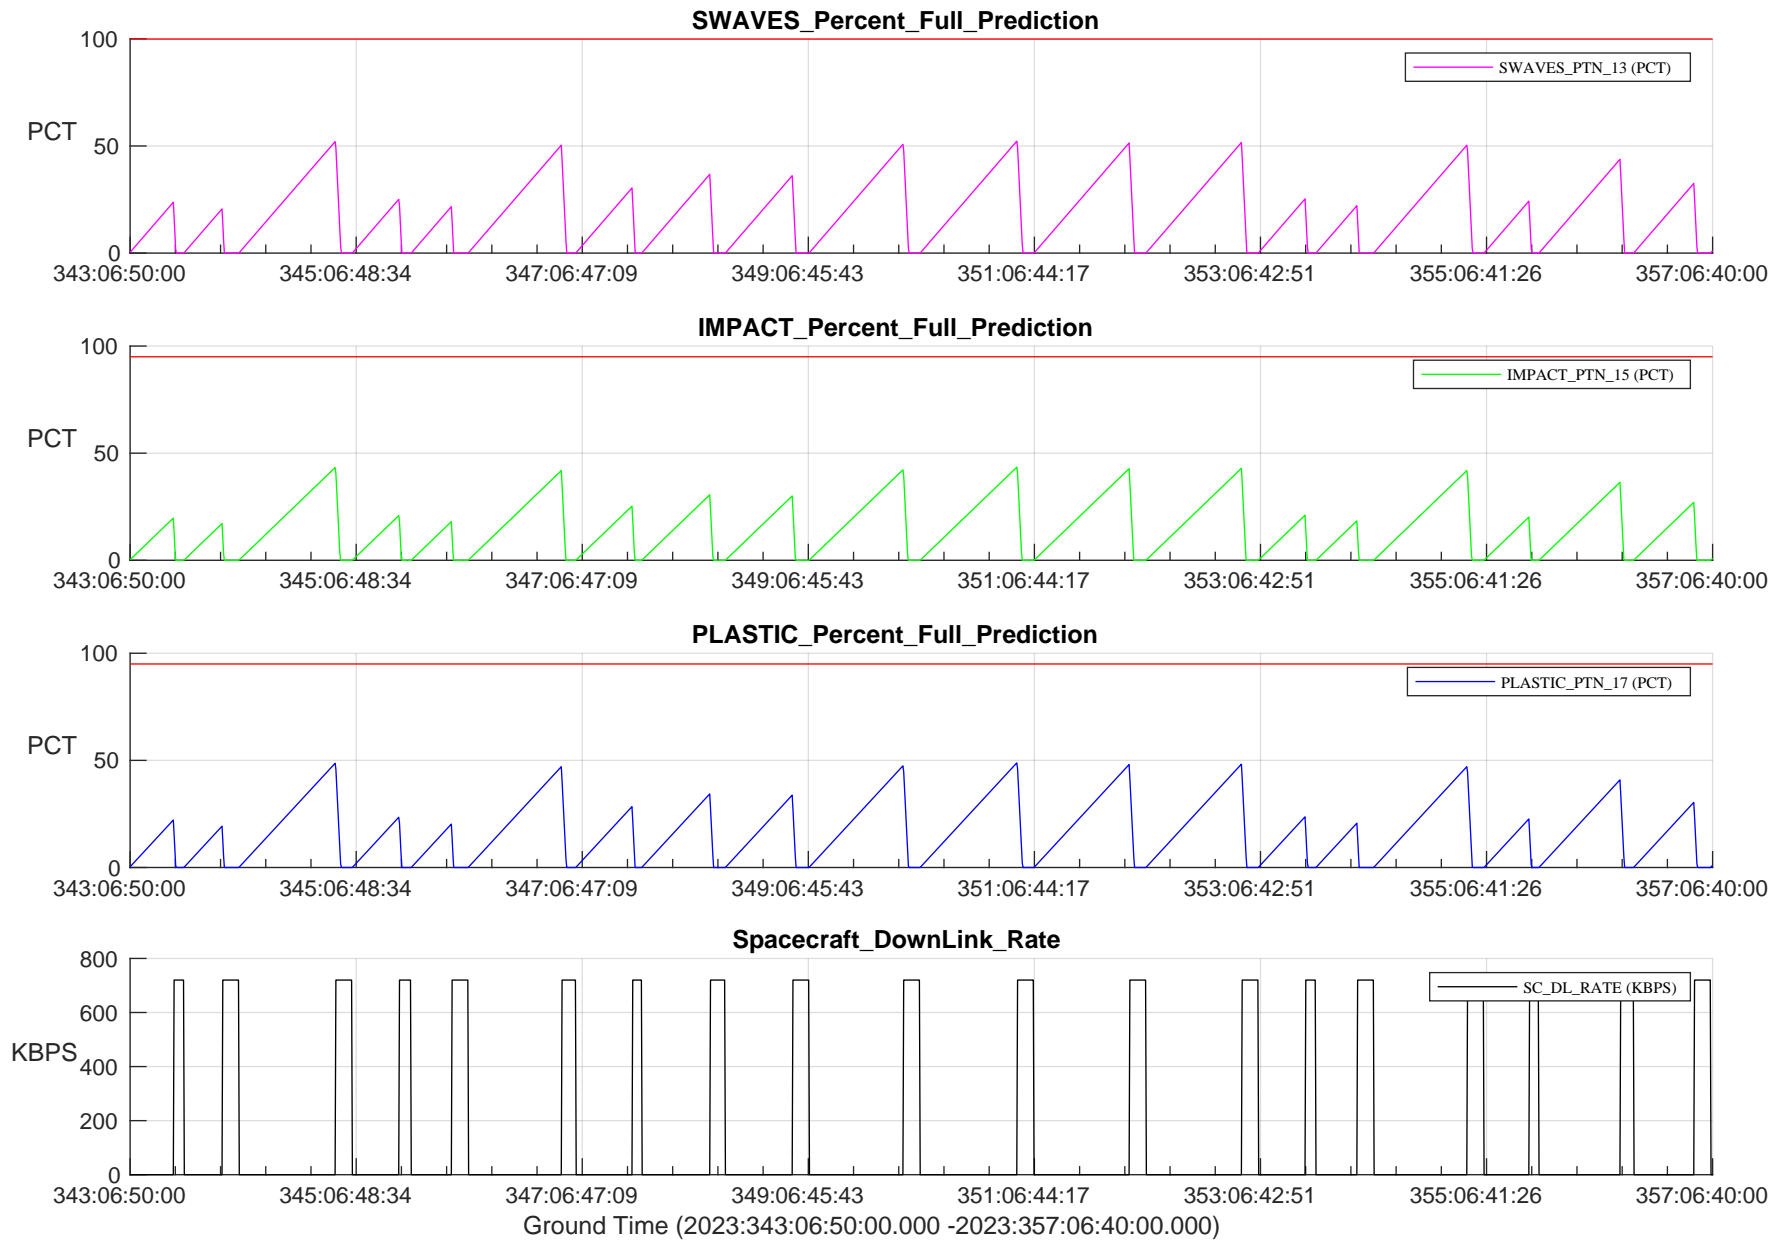 SWAVES_Percent_Full_Prediction
100
SWAVES_PTN_13 (PCT)
PCT
50
0
343:06:50:00 345:06:48:34 347:06:47:09 349:06:45:43 351:06:44:17 353:06:42:51 355:06:41:26 357:06:40:00
IMPACT_Percent_Full_Prediction
100
IMPACT_PTN_15 (PCT)
PCT
50
0
343:06:50:00 345:06:48:34 347:06:47:09 349:06:45:43 351:06:44:17 353:06:42:51 355:06:41:26 357:06:40:00
PLASTIC_Percent_Full_Prediction
100
PLASTIC_PTN_17 (PCT)
PCT
50
0
343:06:50:00 345:06:48:34 347:06:47:09 349:06:45:43 351:06:44:17 353:06:42:51 355:06:41:26 357:06:40:00
Spacecraft_DownLink_Rate
800
SC_DL_RATE (KBPS)
600
KBPS
400
200
0
343:06:50:00 345:06:48:34 347:06:47:09 349:06:45:43 351:06:44:17 353:06:42:51 355:06:41:26 357:06:40:00
Ground Time (2023:343:06:50:00.000 -2023:357:06:40:00.000)